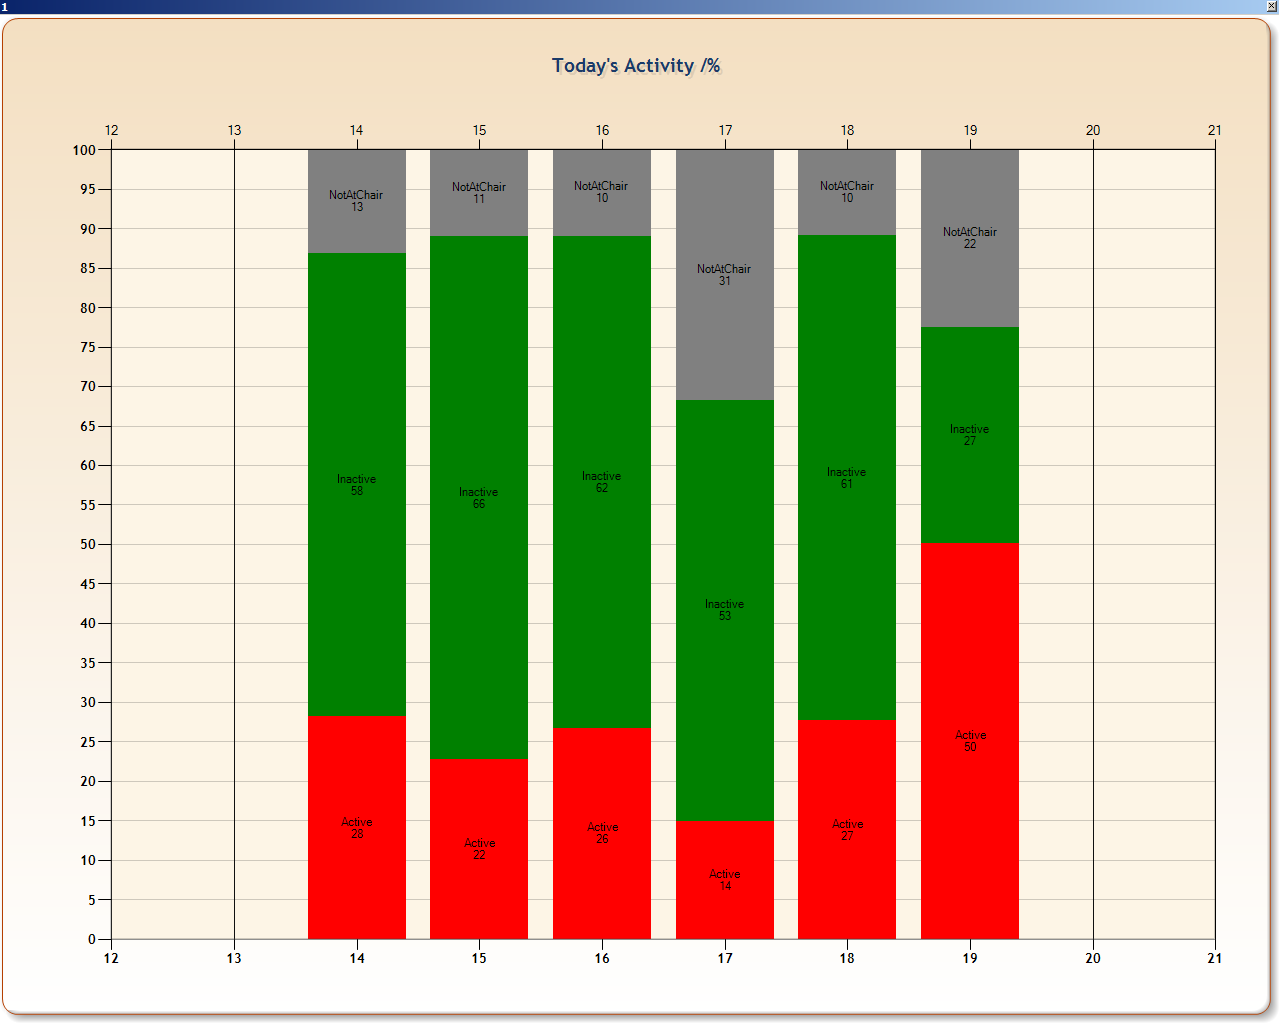 1
Today's Activity /%
12 13 14 15 16 17 18 19 20 21
100
95
90
85
80
75
70
65
60
55
50
45
40
35
30
25
20
15
10
5
0
NotAtChair
13
Inactive
58
Active
28
NotAtChair
11
Inactive
66
Active
22
NotAtChair
10
Inactive
62
Active
26
NotAtChair
31
Inactive
53
Active
14
NotAtChair
10
Inactive
61
Active
27
NotAtChair
22
Inactive
27
Active
50
12 13 14 15 16 17 18 19 20 21